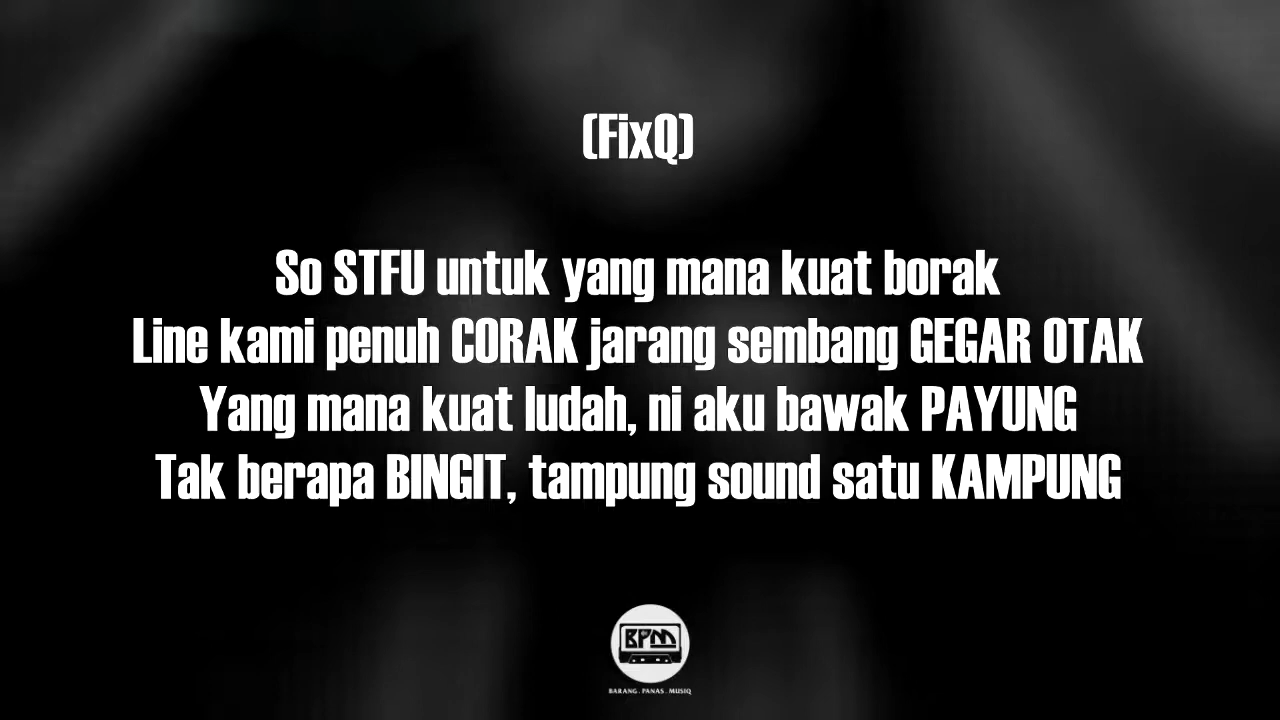 (FixQ)
So STFU untuk yang mana kuat borak
Line kami penuh CORAK jarang sembang GEGAR OTAK
Yang mana kuat ludah, ni aku bawak PAYUNG
Tak berapa BINGIT, tampung sound satu KAMPUNG
BPM
BARANG . PANAS . MUSIQ